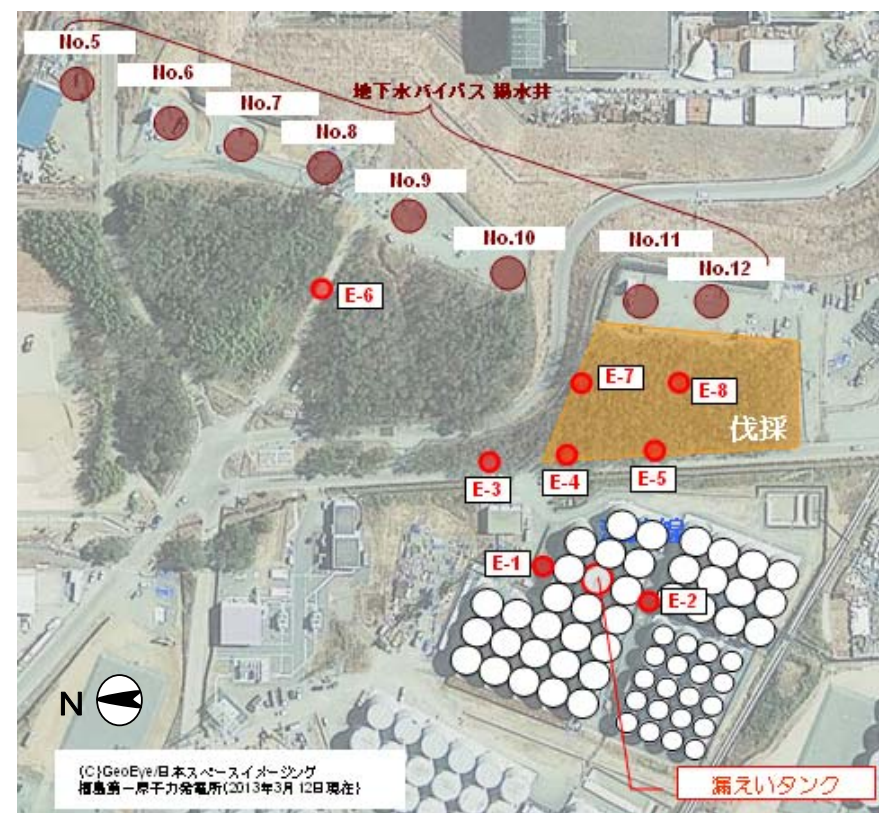 No.5
No.6
No.7
No.8
地下水バイパス 揚水井
No.9
No.10
No.11
No.12
E-6
E-7
E-8
伐採
E-3
E-4
E-5
E-1
E-2
N
(C)GeoEye/日本スペースイメージング
福島第一原子力発電所(2013年3月12日現在)
漏えいタンク